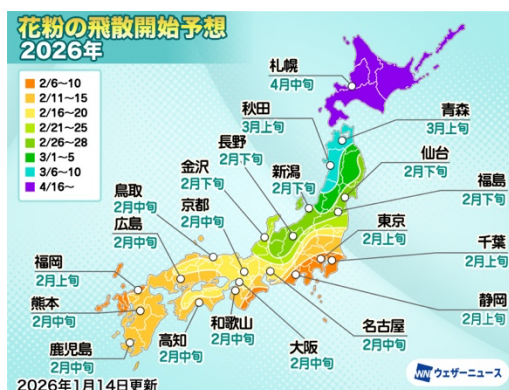 花粉の飛散開始予想
2026年
2/6～10
2/11～15
2/16～20
2/21～25
2/26～28
3/1～5
3/6～10
4/16～
札幌
4月中旬
秋田
3月上旬
青森
3月上旬
長野
2月下旬
仙台
2月下旬
金沢
2月下旬
新潟
2月下旬
福島
2月下旬
鳥取
2月中旬
京都
2月中旬
広島
2月中旬
東京
2月上旬
千葉
2月上旬
福岡
2月上旬
静岡
2月上旬
熊本
2月中旬
名古屋
2月中旬
和歌山
2月中旬
高知
2月中旬
大阪
2月中旬
鹿児島
2月中旬
2026年1月14日更新
WNI ウェザーニュース